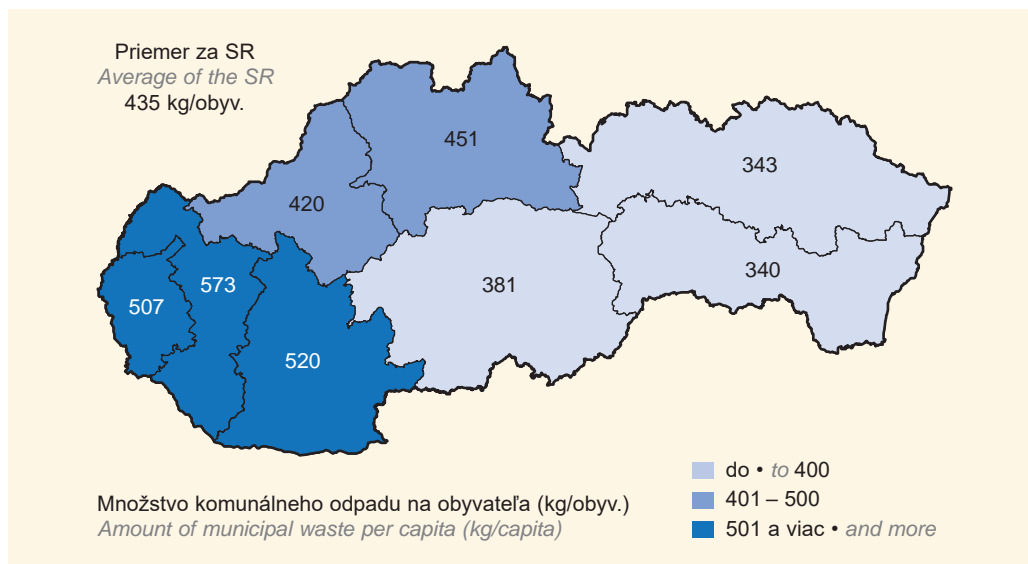 Priemer za SR
Average of the SR
435 kg/obyv.
451
343
420
381
340
573
507
520
do • to 400
401 – 500
501 a viac • and more
Množstvo komunálneho odpadu na obyvateľa (kg/obyv.)
Amount of municipal waste per capita (kg/capita)